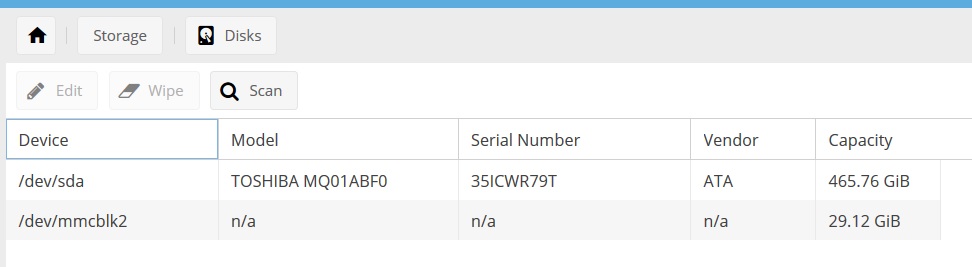 Storage Disks
Edit Wipe Scan
Device Model Serial Number Vendor Capacity
/dev/sda TOSHIBA MQ01ABF0 35ICWR79T ATA 465.76 GiB
/dev/mmcblk2 n/a n/a n/a 29.12 GiB